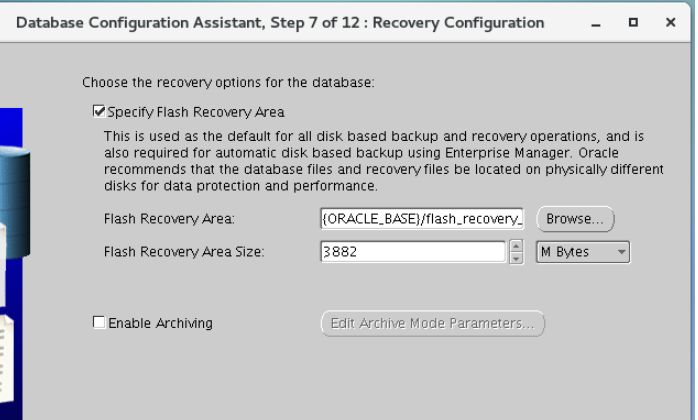 Database Configuration Assistant, Step 7 of 12 : Recovery Configuration
Choose the recovery options for the database:
Specify Flash Recovery Area
This is used as the default for all disk based backup and recovery operations, and is
also required for automatic disk based backup using Enterprise Manager. Oracle
recommends that the database files and recovery files be located on physically different
disks for data protection and performance.
Flash Recovery Area: {ORACLE_BASE}/flash_recovery_ Browse...
Flash Recovery Area Size: 3882 M Bytes
Enable Archiving Edit Archive Mode Parameters...